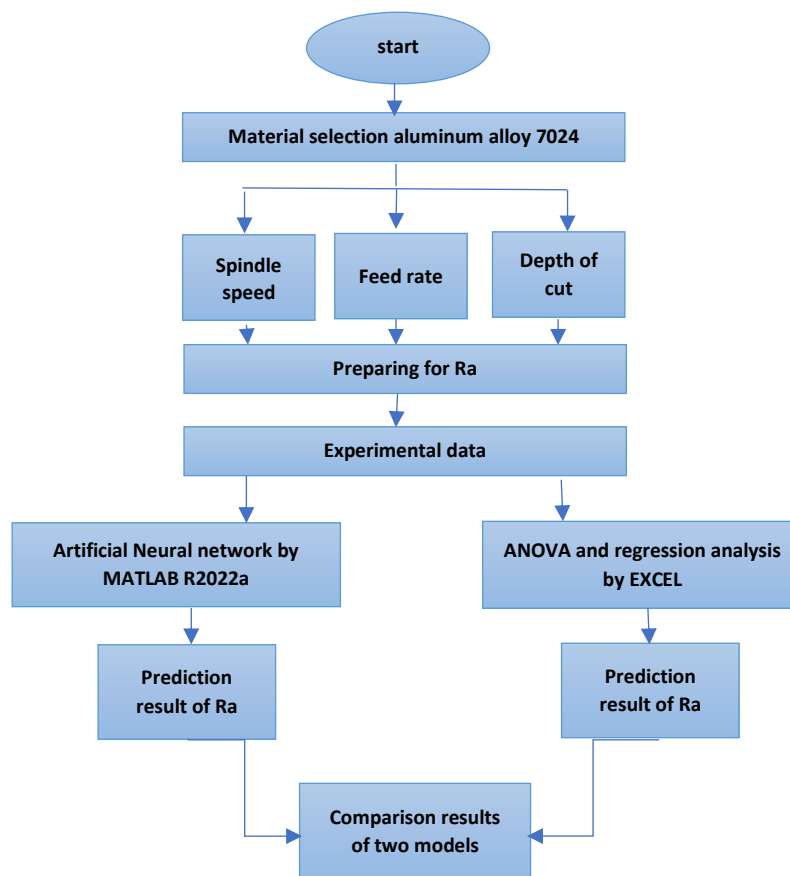 start
Material selection aluminum alloy 7024
Spindle
speed
Feed rate
Depth of
cut
Preparing for Ra
Experimental data
Artificial Neural network by
MATLAB R2022a
ANOVA and regression analysis
by EXCEL
Prediction
result of Ra
Prediction
result of Ra
Comparison results
of two models